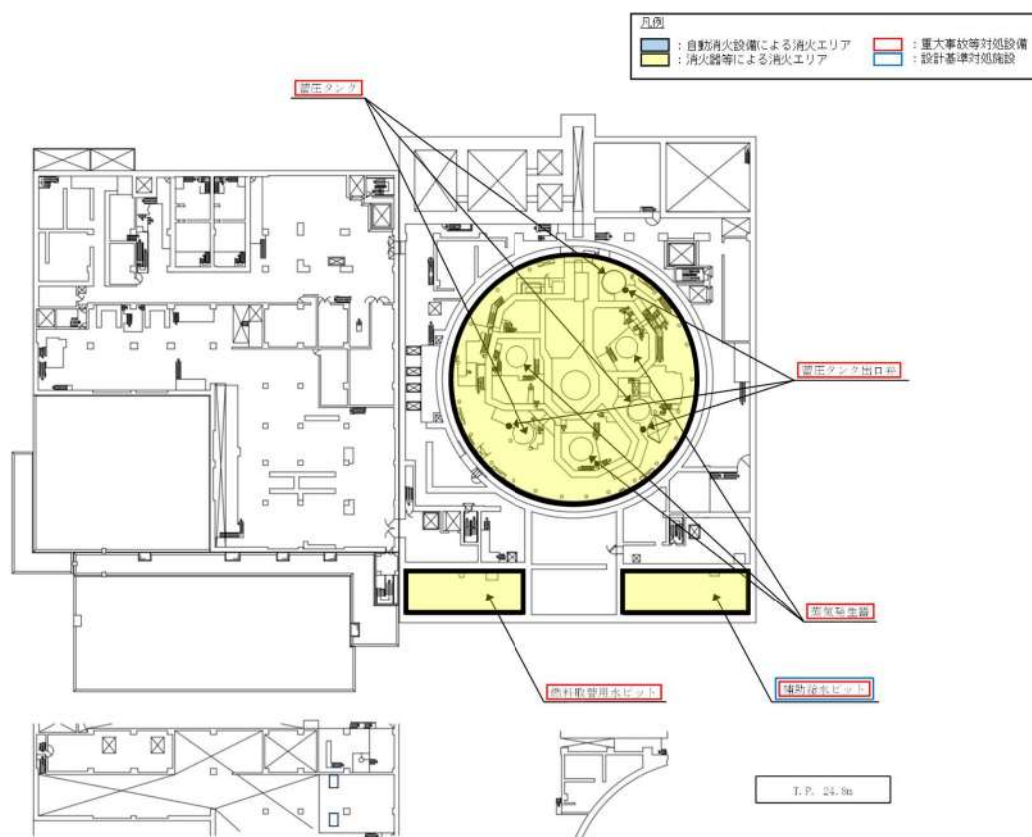 凡例
：自動消火設備による消火エリア
：消火器等による消火エリア
：重大事故等対処設備
：設計基準対処施設
蓄圧タンク
蓄圧タンク出口弁
蒸気発生器
燃料取替用水ピット
補助給水ピット
T.P. 24.8m